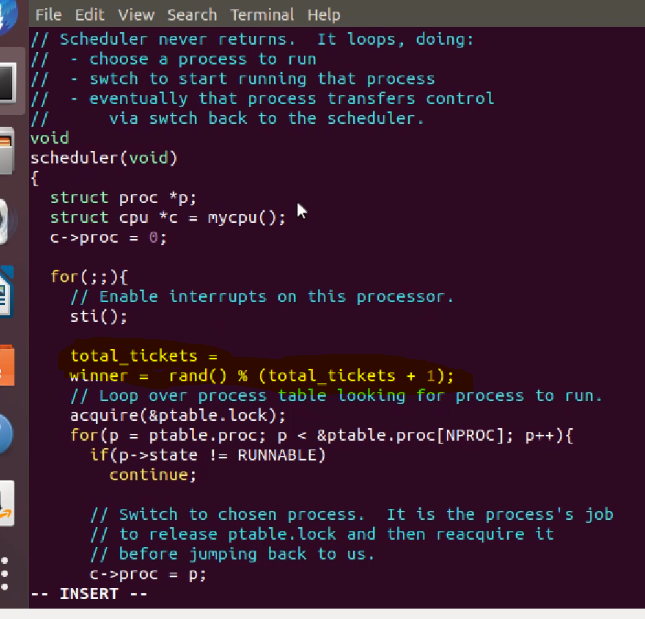 File Edit View Search Terminal Help
// Scheduler never returns.  It loops, doing:
//  - choose a process to run
//  - swtch to start running that process
//  - eventually that process transfers control
//      via swtch back to the scheduler.
void
scheduler(void)
{
  struct proc *p;
  struct cpu *c = mycpu();
  c->proc = 0;

  for(;;){
    // Enable interrupts on this processor.
    sti();

    total_tickets =
    winner =  rand() % (total_tickets + 1);
    // Loop over process table looking for process to run.
    acquire(&ptable.lock);
    for(p = ptable.proc; p < &ptable.proc[NPROC]; p++){
      if(p->state != RUNNABLE)
        continue;

      // Switch to chosen process.  It is the process's job
      // to release ptable.lock and then reacquire it
      // before jumping back to us.
      c->proc = p;
-- INSERT --